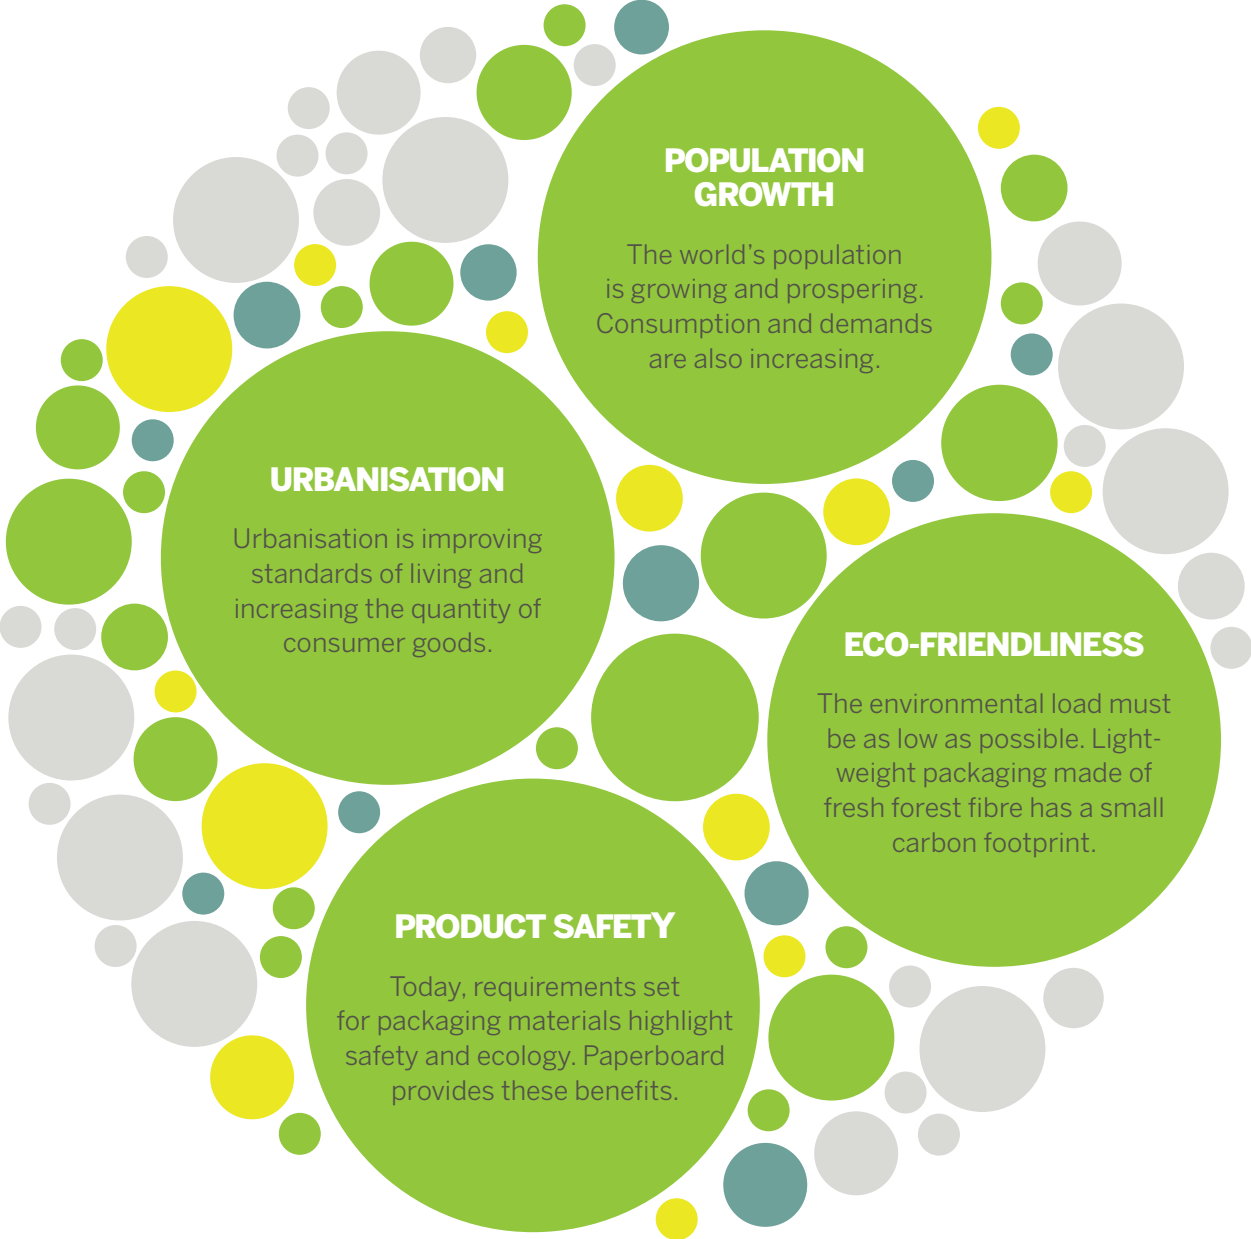 POPULATION
GROWTH
The world's population
is growing and prospering.
Consumption and demands
are also increasing.
URBANISATION
Urbanisation is improving
standards of living and
increasing the quantity of
consumer goods.
ECO-FRIENDLINESS
The environmental load must
be as low as possible. Light-
weight packaging made of
fresh forest fibre has a small
carbon footprint.
PRODUCT SAFETY
Today, requirements set
for packaging materials highlight
safety and ecology. Paperboard
provides these benefits.